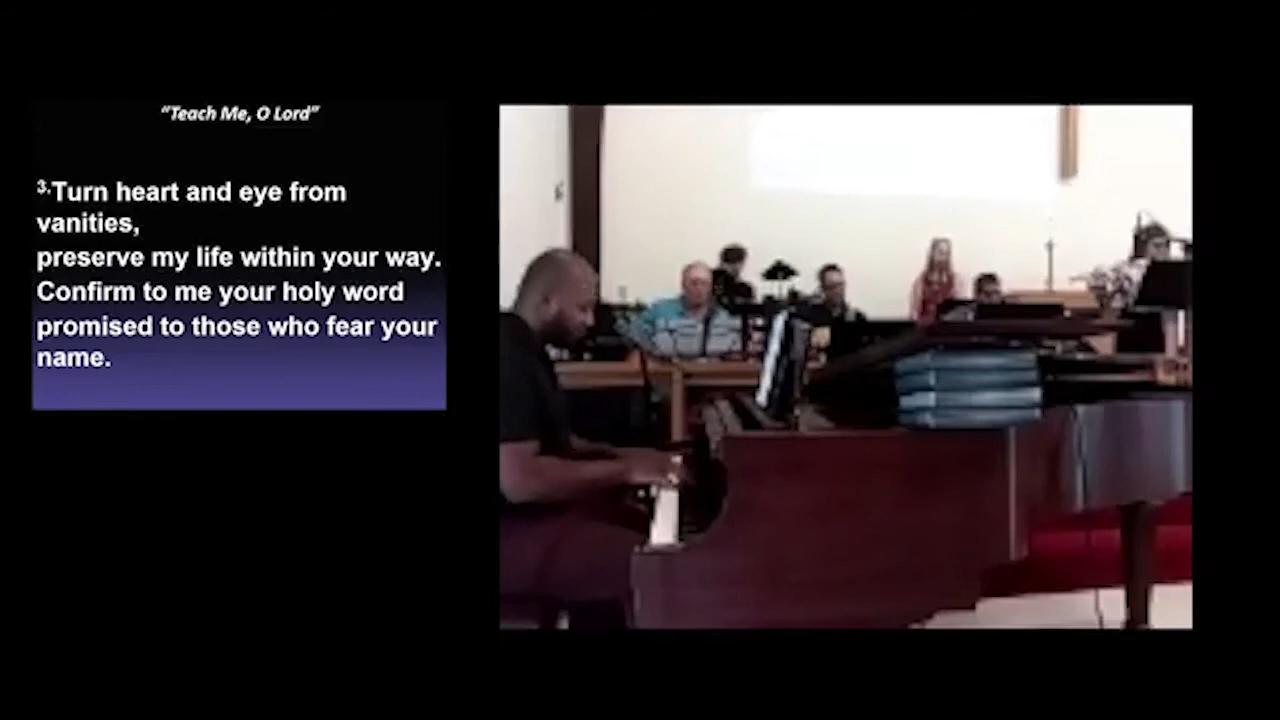 “Teach Me, O Lord”
3.Turn heart and eye from
vanities,
preserve my life within your way.
Confirm to me your holy word
promised to those who fear your
name.